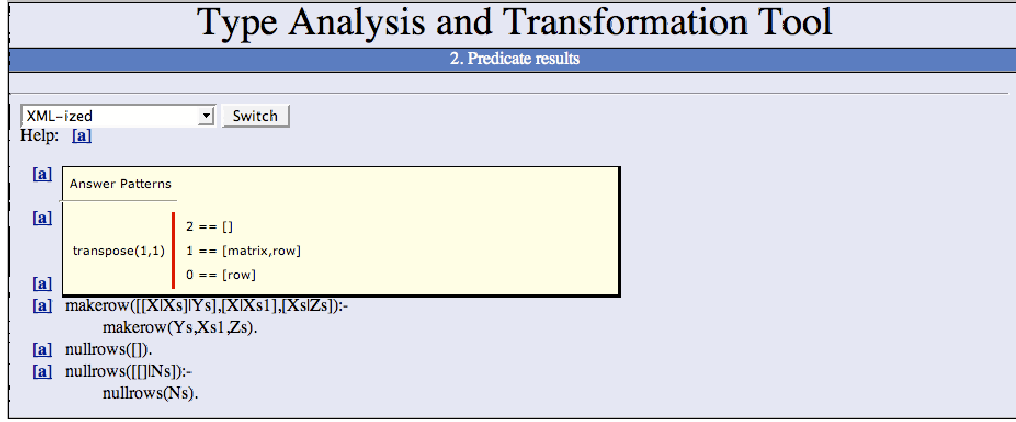 Type Analysis and Transformation Tool
2. Predicate results
XML-ized Switch
Help: [a]
[a] Answer Patterns
[a]
2 == []
transpose(1,1) 1 == [matrix,row]
0 == [row]
[a]
[a] makerow([[X|Xs]|Ys],[X|Xs1],[Xs|Zs]):-
makerow(Ys,Xs1,Zs).
[a] nullrows([]).
[a] nullrows([[]|Ns]):-
nullrows(Ns).